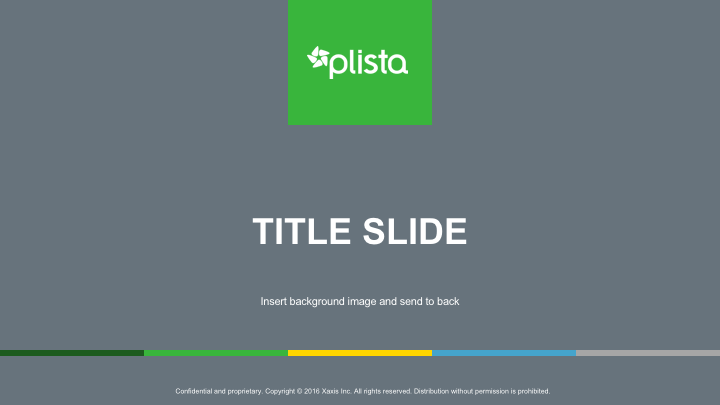 plista
TITLE SLIDE
Insert background image and send to back
Confidential and proprietary. Copyright © 2016 Xaxis Inc. All rights reserved. Distribution without permission is prohibited.